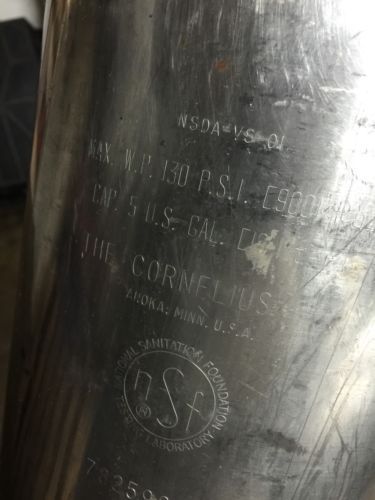 NSDA-VS-01
MAX. W.P. 130 P.S.I.
CAP. 5 U.S. GAL.
THE CORNELIUS
ANOKA, MINN. U.S.A.
NATIONAL SANITATION FOUNDATION
TESTING LABORATORY
nsf